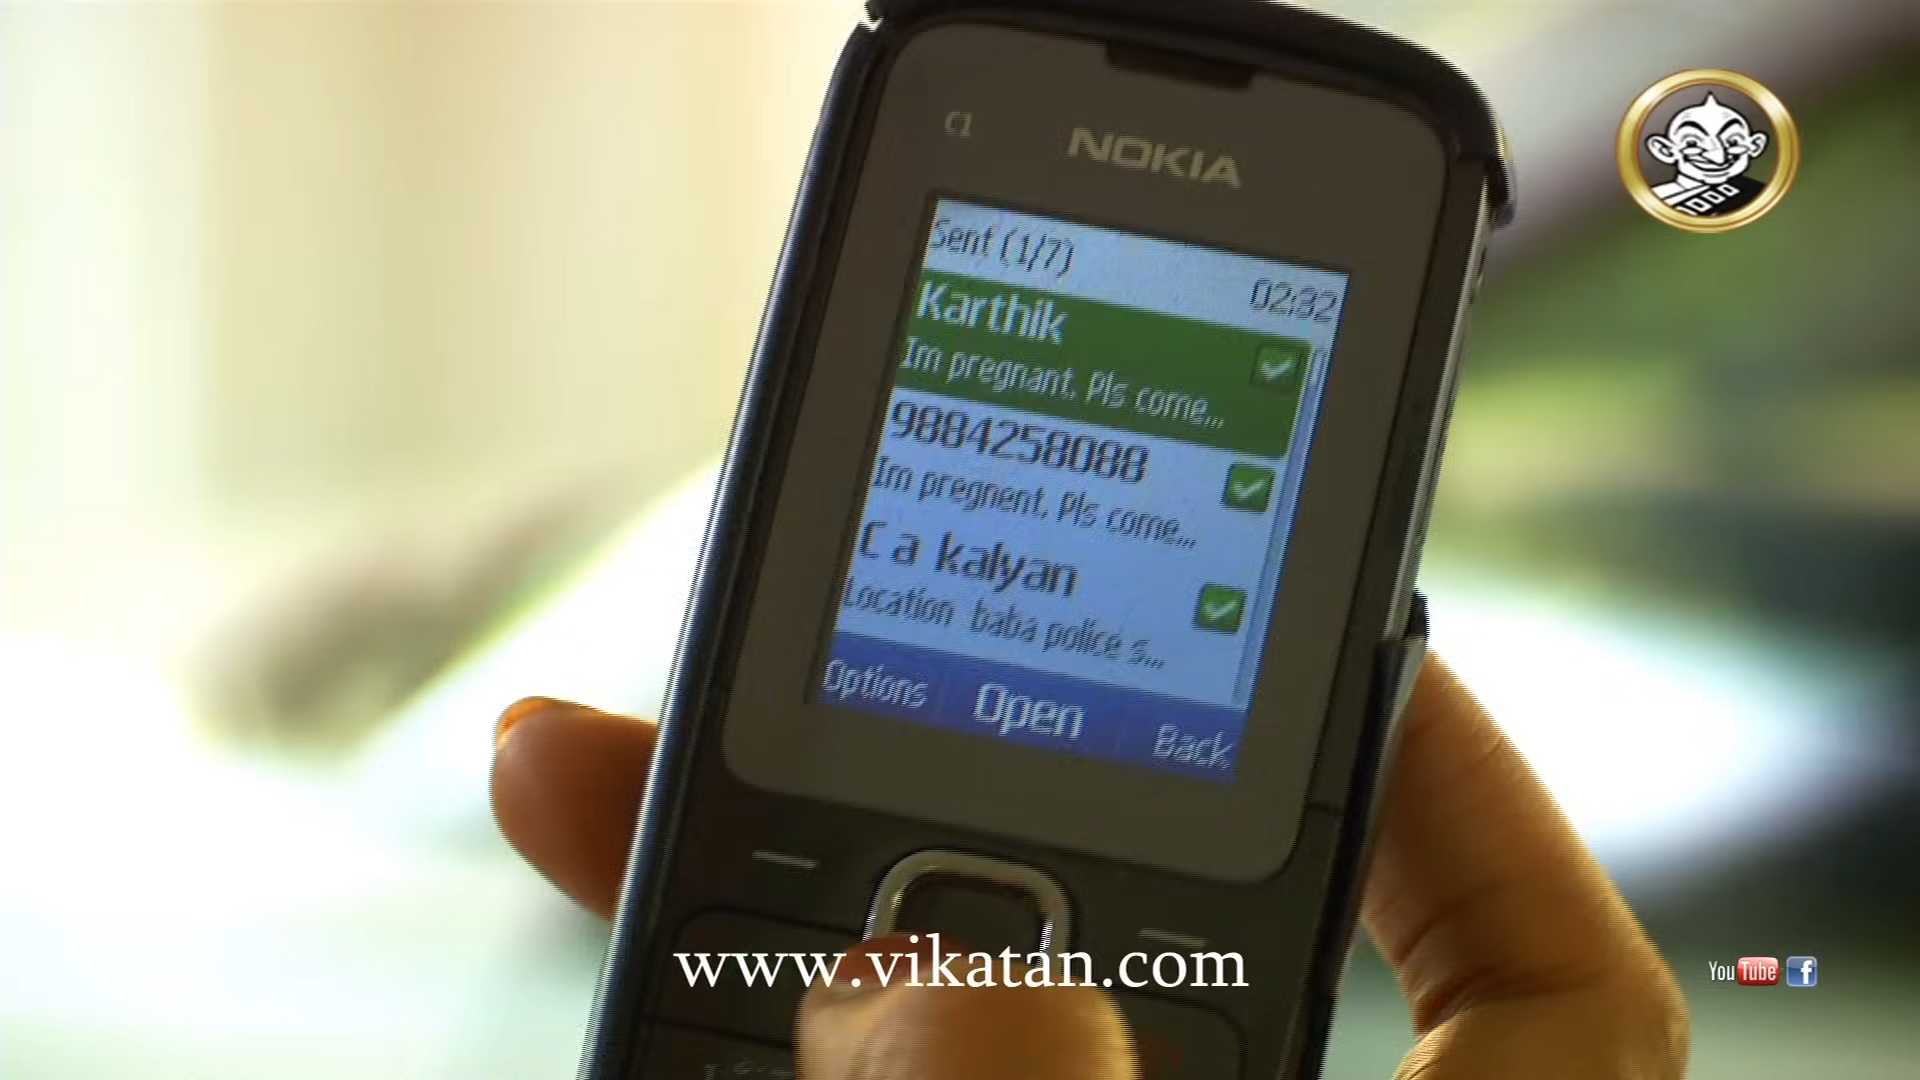 C1
NOKIA
Sent (1/7)
02:32
Karthik
Im pregnant. Pls come...
9884258088
Im pregnent. Pls come...
C a kalyan
Location baba police s...
Options Open Back
www.vikatan.com
YouTube f